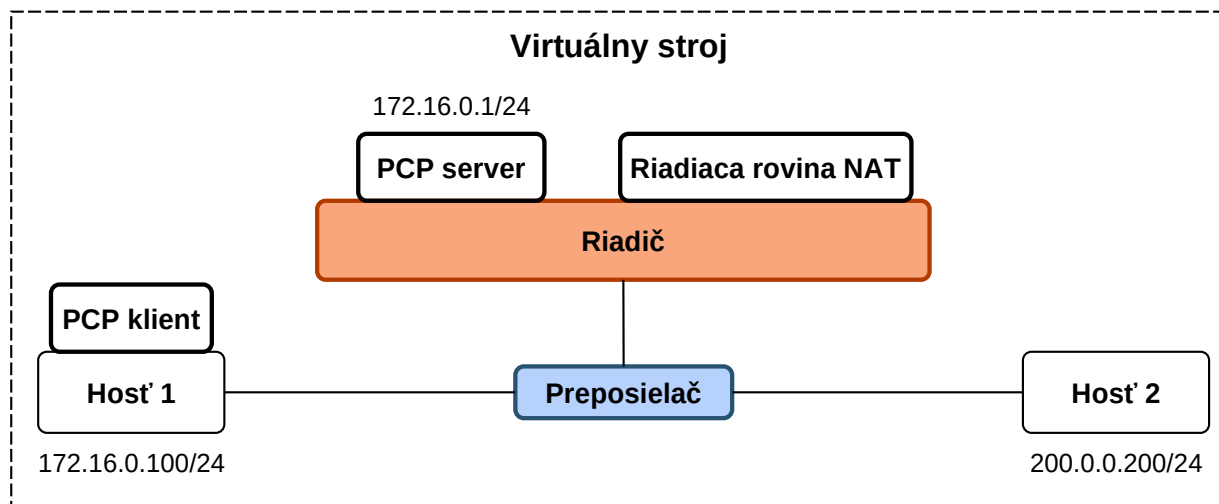 Virtuálny stroj
172.16.0.1/24
PCP server
Riadiaca rovina NAT
Riadič
PCP klient
Hosť 1
Preposielač
Hosť 2
172.16.0.100/24
200.0.0.200/24